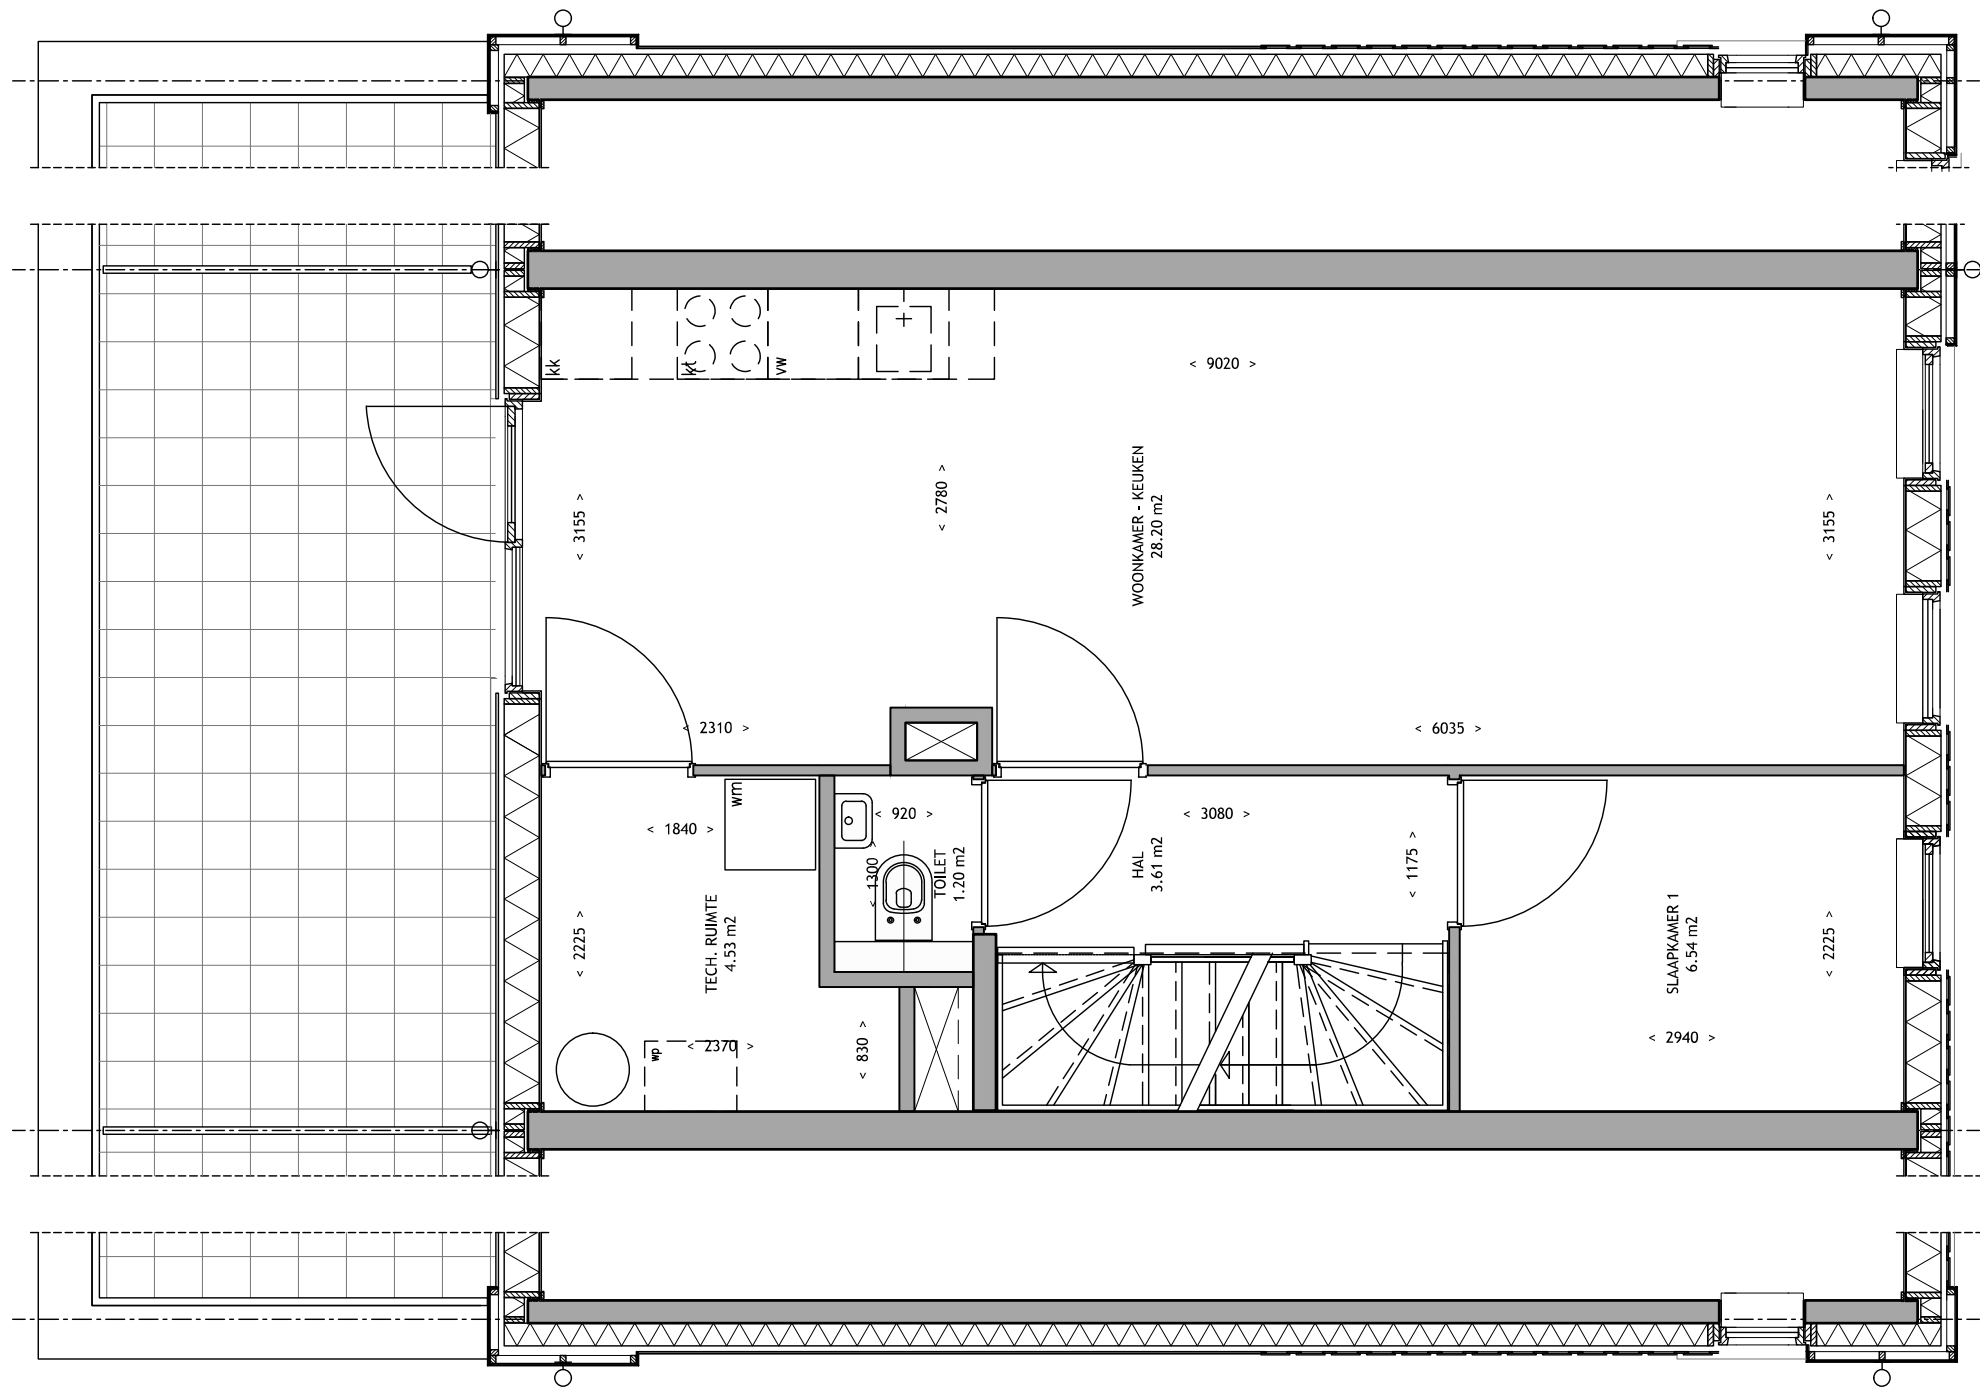 kk
kt
vw
< 9020 >
< 3155 >
< 2780 >
WOONKAMER - KEUKEN
28.20 m2
< 3155 >
< 2310 >
< 6035 >
wm
< 1840 >
< 920 >
< 1300 >
TOILET
1.20 m2
< 3080 >
HAL
3.61 m2
< 1175 >
< 2225 >
TECH. RUIMTE
4.53 m2
SLAAPKAMER 1
6.54 m2
< 2225 >
wp
< 2370 >
< 830 >
< 2940 >